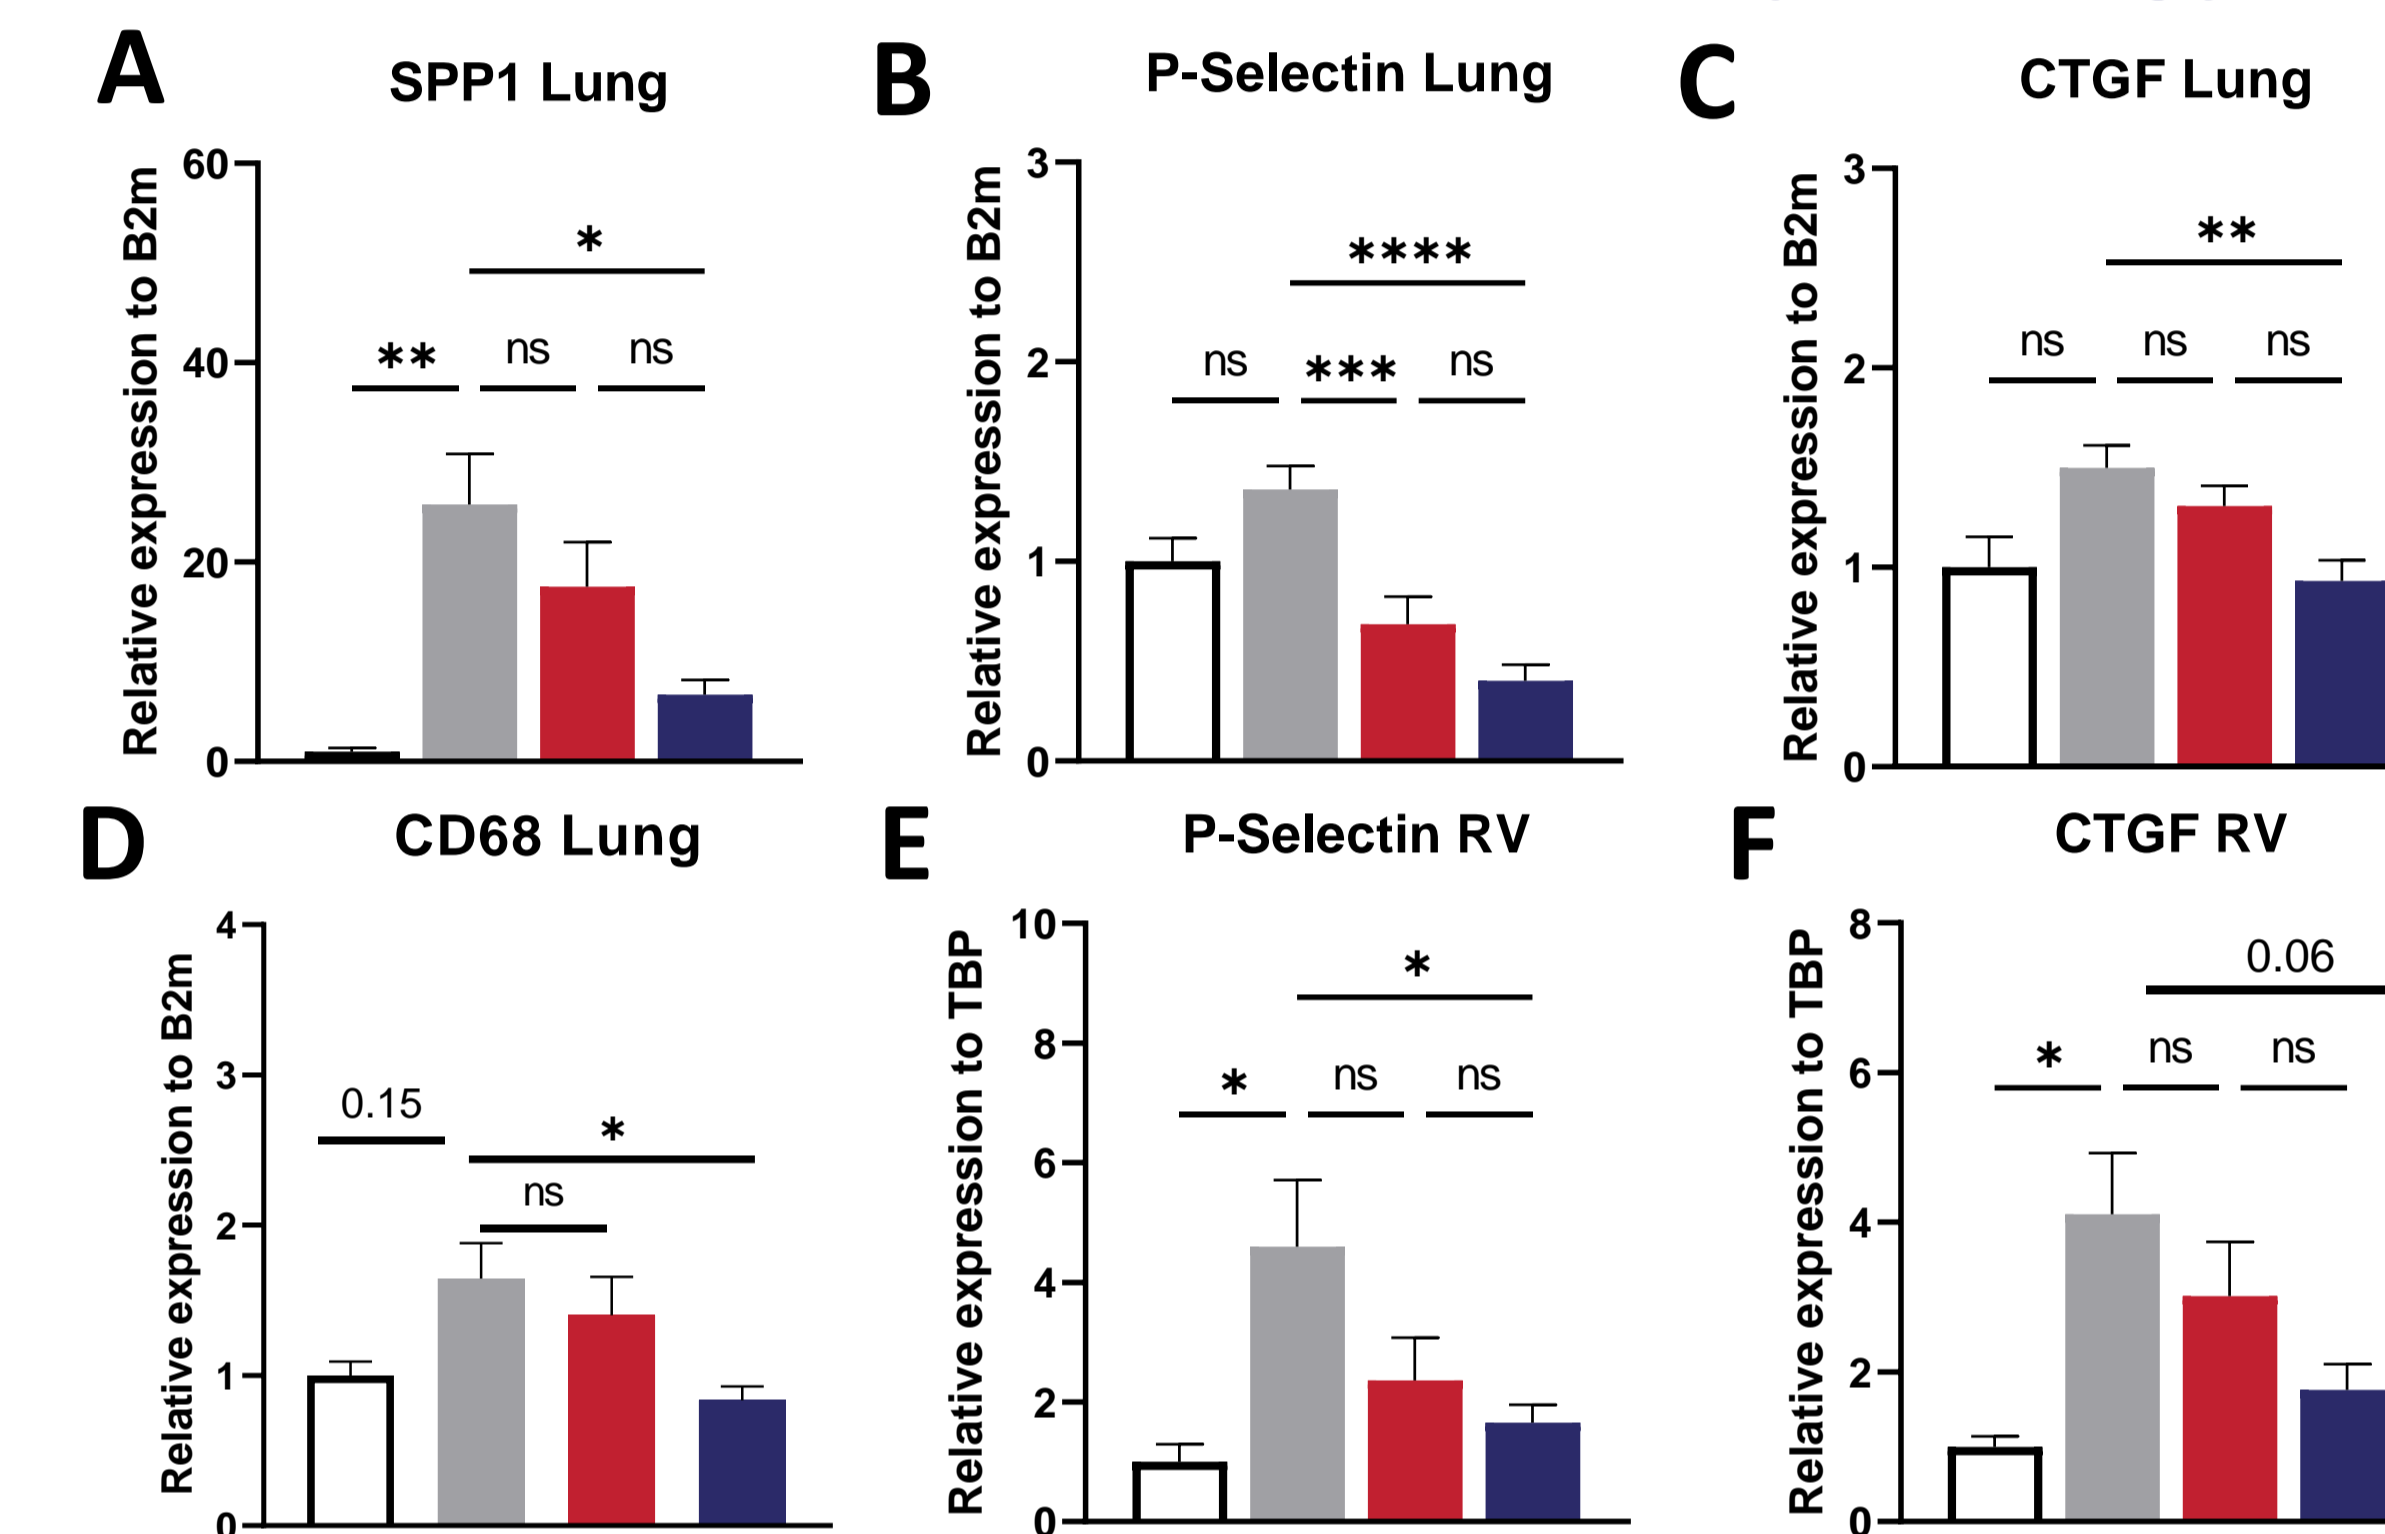 A
SPP1 Lung
Relative expression to B2m
60
40
20
0
*
**
ns
ns
B
P-Selectin Lung
Relative expression to B2m
3
2
1
0
****
ns
***
ns
C
CTGF Lung
Relative expression to B2m
3
2
1
0
**
ns
ns
ns
D
CD68 Lung
Relative expression to B2m
4
3
2
1
0
0.15
*
ns
E
P-Selectin RV
Relative expression to TBP
10
8
6
4
2
0
*
*
ns
ns
F
CTGF RV
Relative expression to TBP
8
6
4
2
0
0.06
*
ns
ns